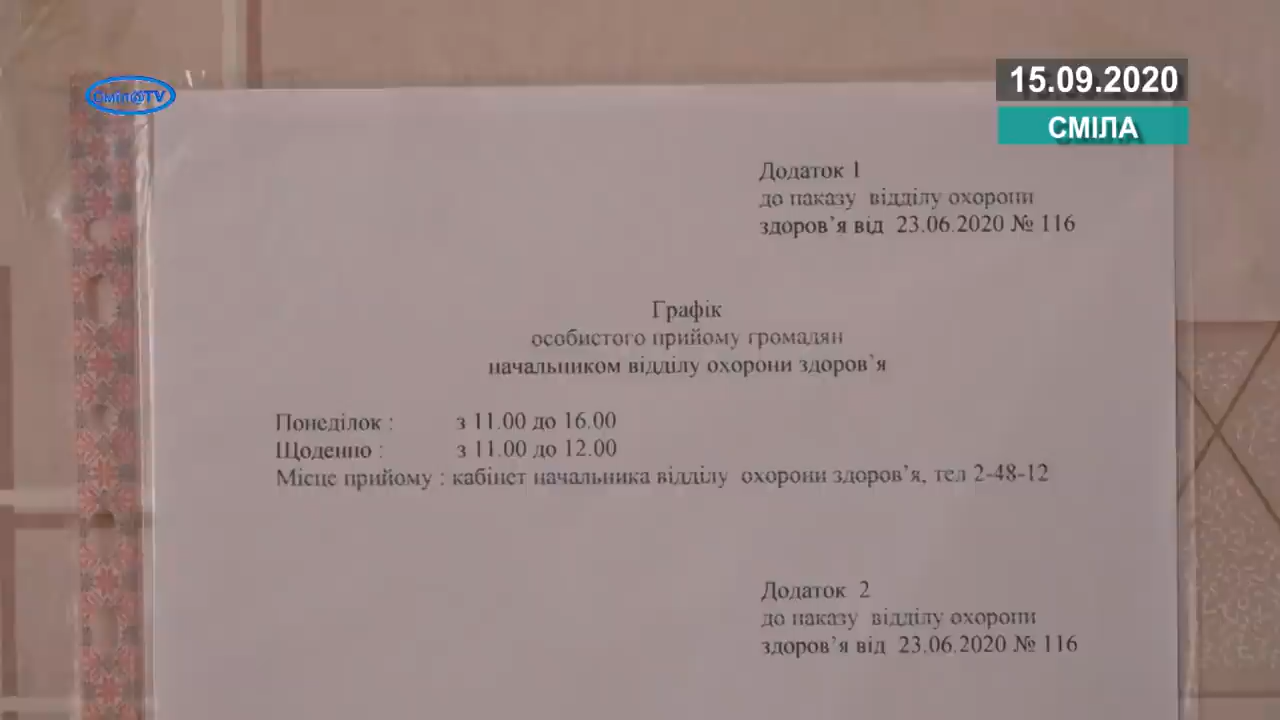 Сміл@TV
15.09.2020
СМІЛА
Додаток 1
до наказу відділу охорони
здоров’я від 23.06.2020 № 116
Графік
особистого прийому громадян
начальником відділу охорони здоров’я
Понеділок : з 11.00 до 16.00
Щоденно : з 11.00 до 12.00
Місце прийому : кабінет начальника відділу охорони здоров’я, тел 2-48-12
Додаток 2
до наказу відділу охорони
здоров’я від 23.06.2020 № 116